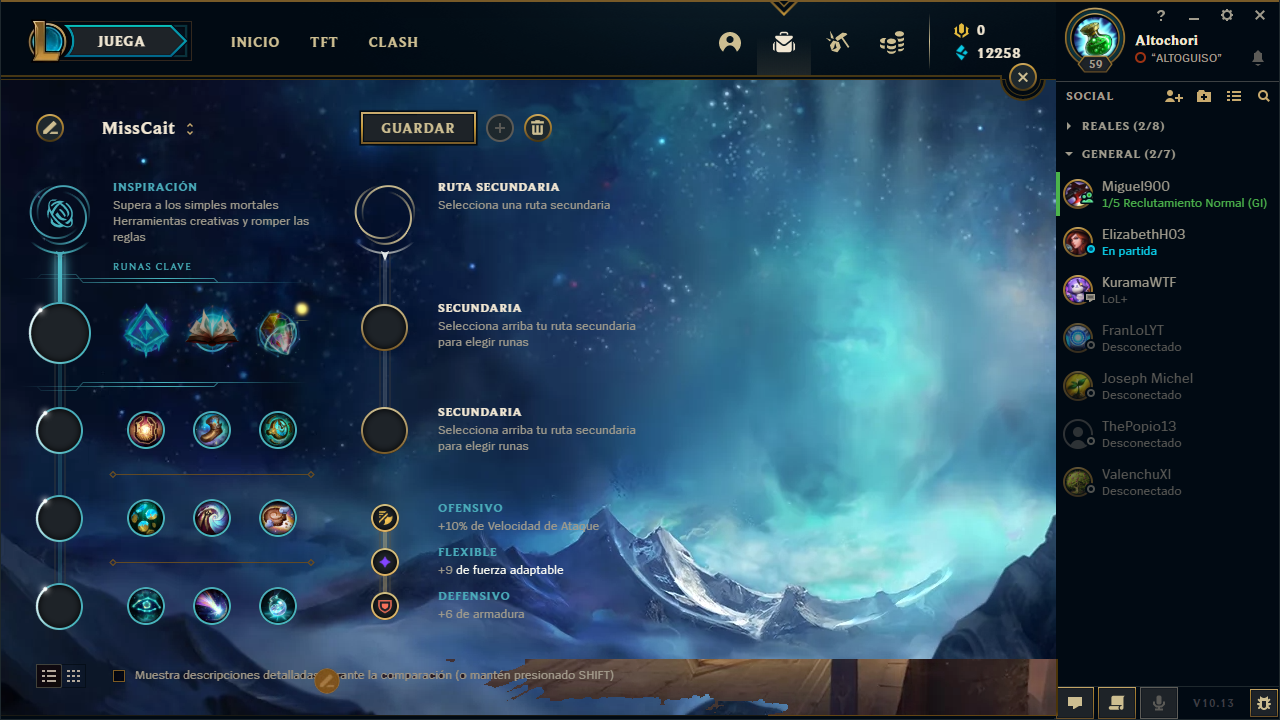 JUEGA
INICIO
TFT
CLASH
0
12258
59
Altochori
"ALTOGUISO"
MissCait
GUARDAR
SOCIAL
REALES (2/8)
GENERAL (2/7)
Miguel900
1/5 Reclutamiento Normal (GI)
ElizabethH03
En partida
KuramaWTF
LoL+
FranLoLYT
Desconectado
Joseph Michel
Desconectado
ThePopio13
Desconectado
ValenchuXI
Desconectado
INSPIRACIÓN
Supera a los simples mortales
Herramientas creativas y romper las
reglas
RUNAS CLAVE
RUTA SECUNDARIA
Selecciona una ruta secundaria
SECUNDARIA
Selecciona arriba tu ruta secundaria
para elegir runas
SECUNDARIA
Selecciona arriba tu ruta secundaria
para elegir runas
OFENSIVO
+10% de Velocidad de Ataque
FLEXIBLE
+9 de fuerza adaptable
DEFENSIVO
+6 de armadura
Muestra descripciones detalladas durante la comparación (o mantén presionado SHIFT)
V10.13